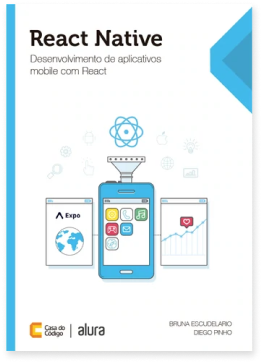 React Native
Desenvolvimento de aplicativos
mobile com React
Expo
Casa do
Código
alura
BRUNA ESCUDELARIO
DIEGO PINHO